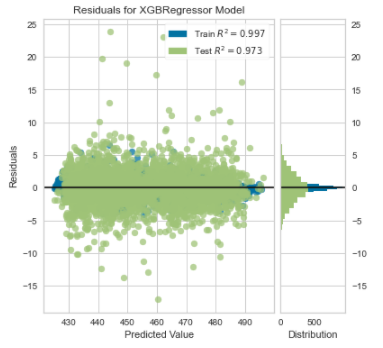 Residuals for XGBRegressor Model
Train R² = 0.997
Test R² = 0.973
Residuals
25
20
15
10
5
0
−5
−10
−15
430 440 450 460 470 480 490
Predicted Value
25
20
15
10
5
0
−5
−10
−15
0 500
Distribution